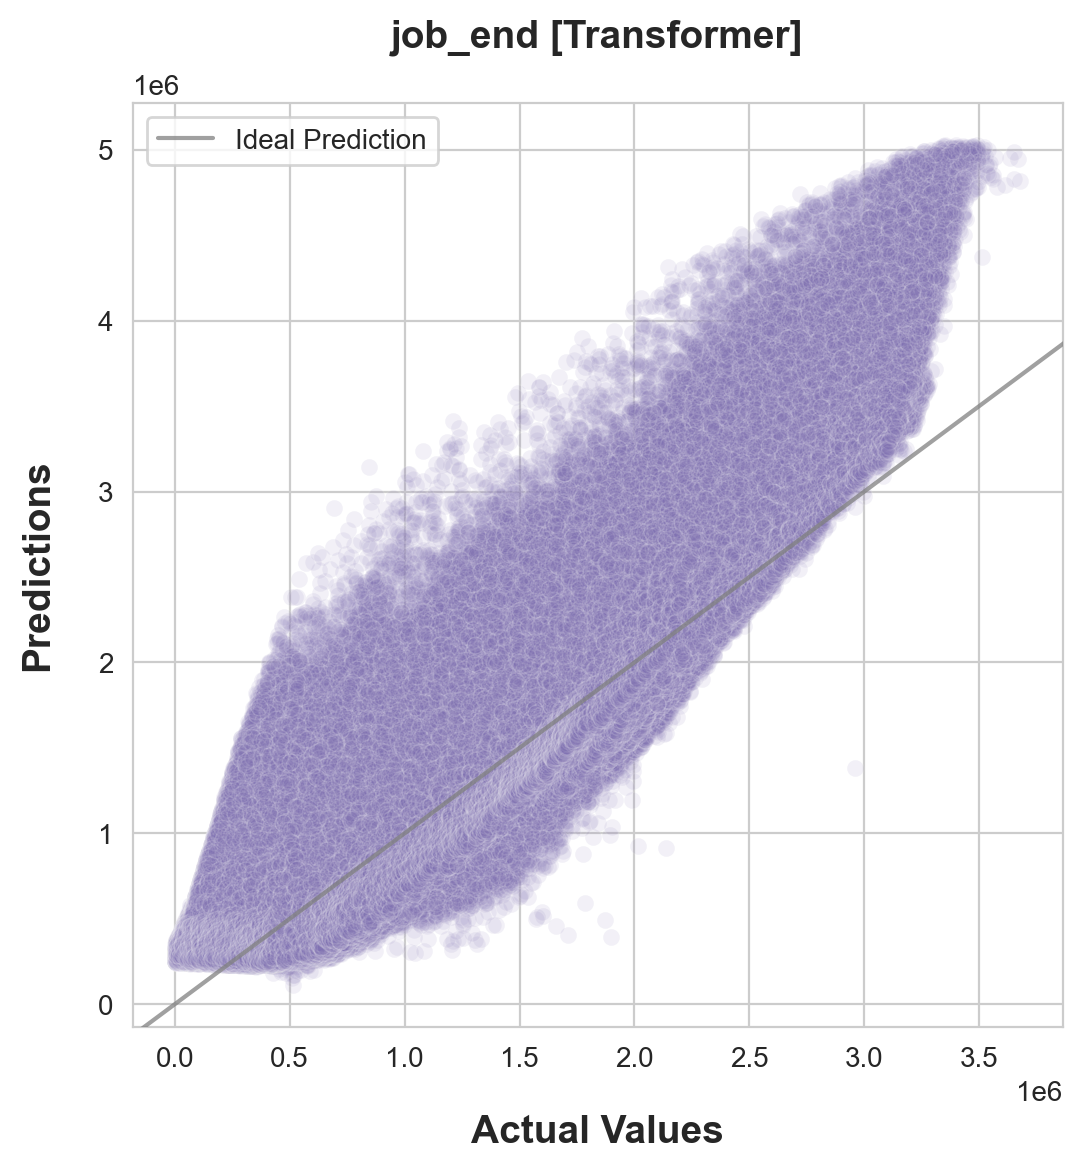 job_end [Transformer]
1e6
Ideal Prediction
5
4
3
2
1
0
Predictions
0.0 0.5 1.0 1.5 2.0 2.5 3.0 3.5
1e6
Actual Values